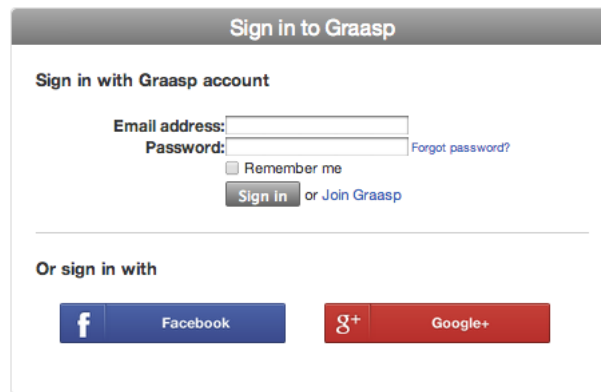 Sign in to Graasp
Sign in with Graasp account
Email address:
Password: Forgot password?
Remember me
Sign in or Join Graasp
Or sign in with
f Facebook g+ Google+